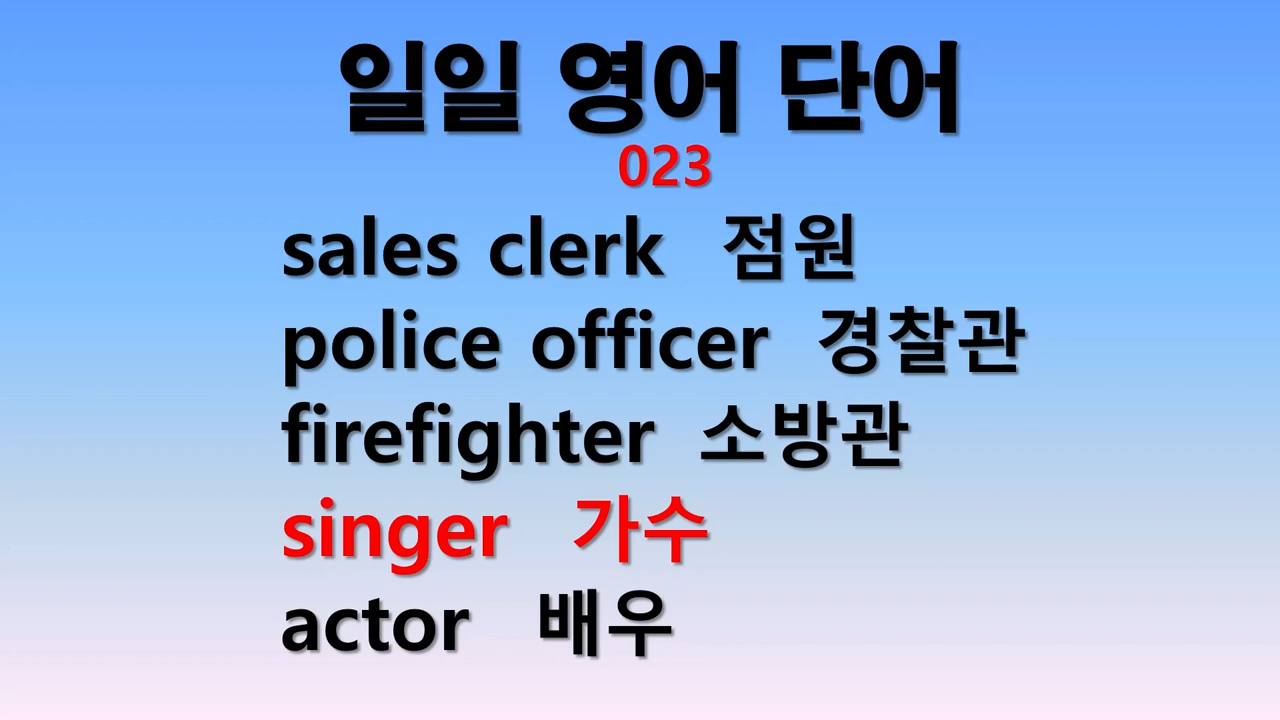 일일 영어 단어
023
sales clerk 점원
police officer 경찰관
firefighter 소방관
singer 가수
actor 배우